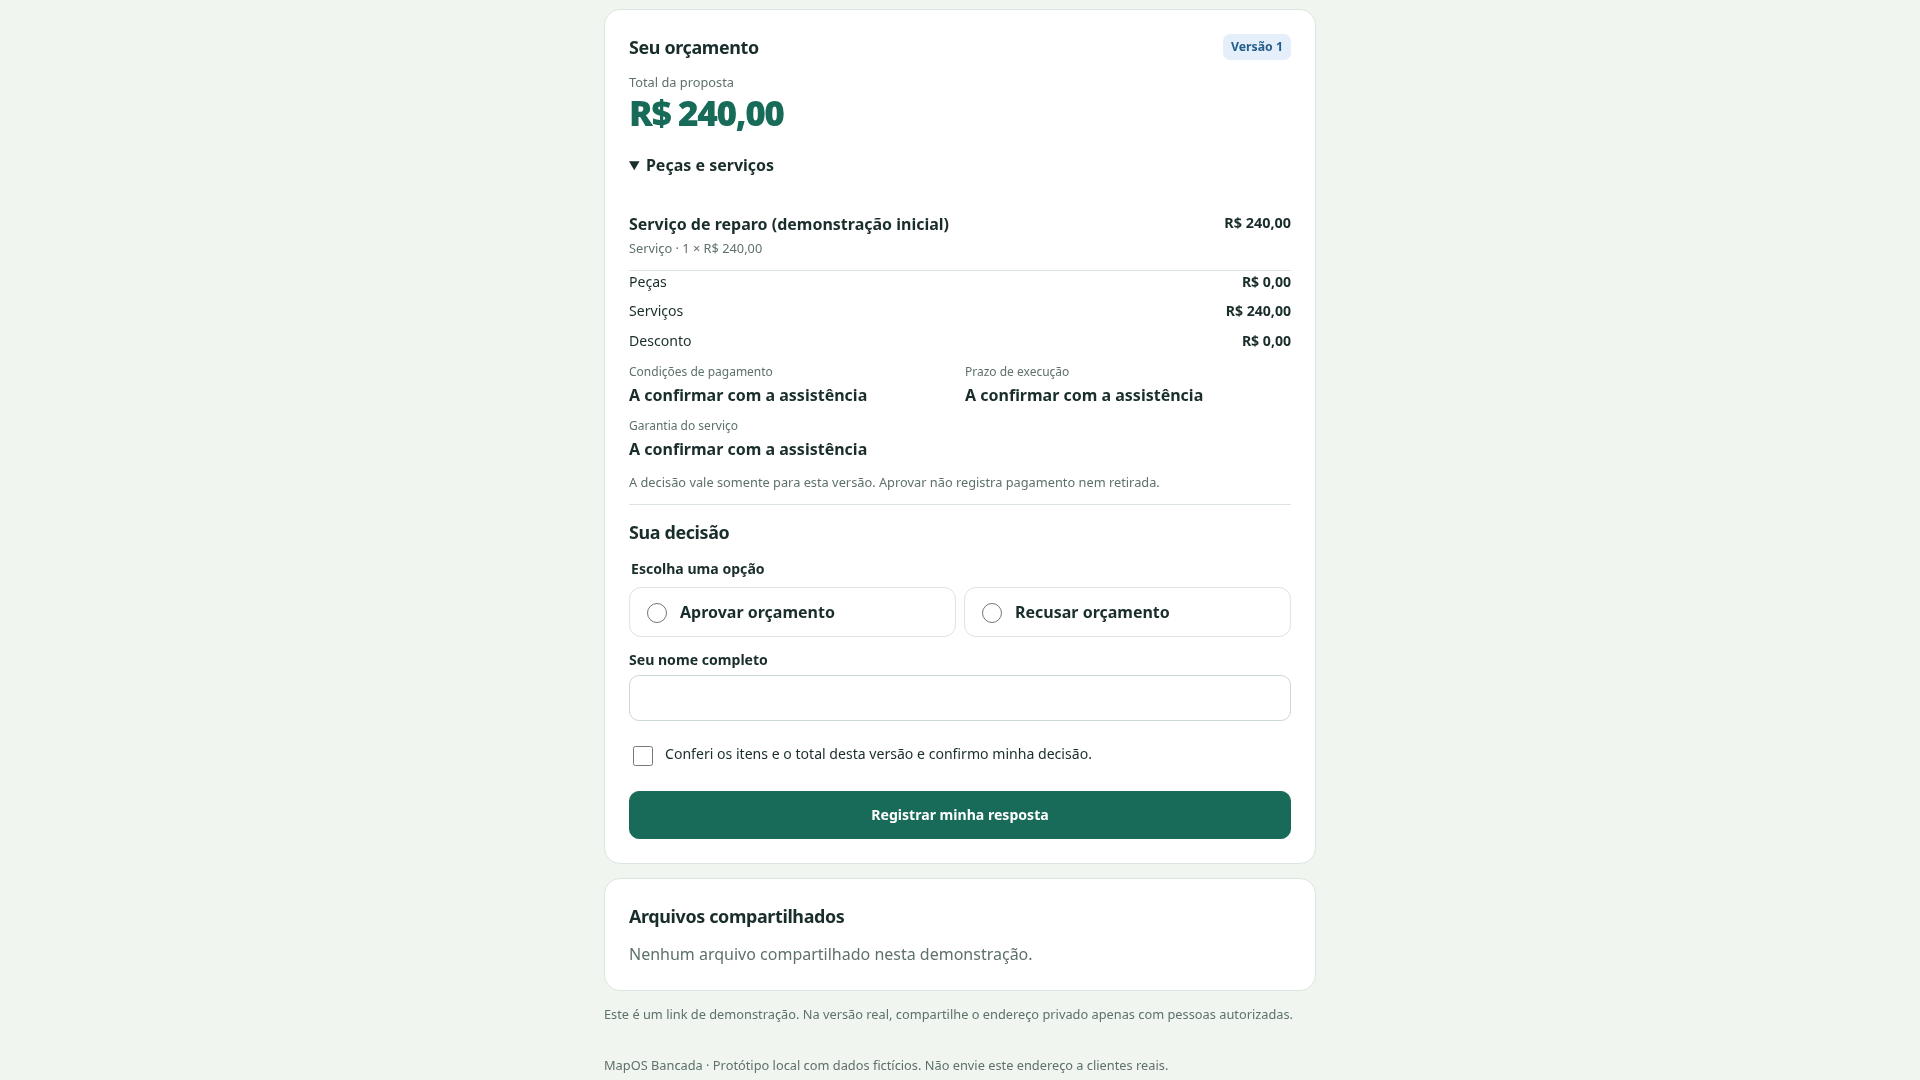 Seu orçamento
Versão 1
Total da proposta
R$ 240,00
▼ Peças e serviços
Serviço de reparo (demonstração inicial)
R$ 240,00
Serviço · 1 × R$ 240,00
Peças
R$ 0,00
Serviços
R$ 240,00
Desconto
R$ 0,00
Condições de pagamento
A confirmar com a assistência
Prazo de execução
A confirmar com a assistência
Garantia do serviço
A confirmar com a assistência
A decisão vale somente para esta versão. Aprovar não registra pagamento nem retirada.
Sua decisão
Escolha uma opção
Aprovar orçamento
Recusar orçamento
Seu nome completo
Conferi os itens e o total desta versão e confirmo minha decisão.
Registrar minha resposta
Arquivos compartilhados
Nenhum arquivo compartilhado nesta demonstração.
Este é um link de demonstração. Na versão real, compartilhe o endereço privado apenas com pessoas autorizadas.
MapOS Bancada · Protótipo local com dados fictícios. Não envie este endereço a clientes reais.